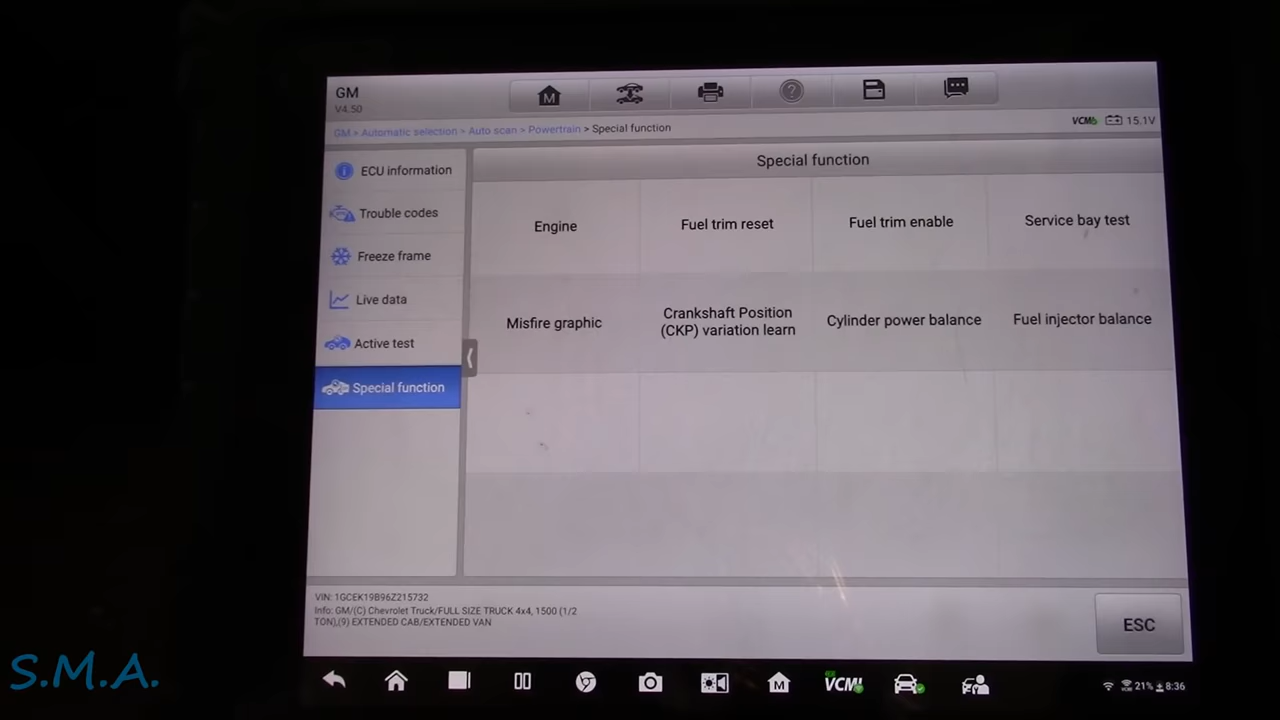 GM
V4.50
M
?
GM > Automatic selection > Auto scan > Powertrain > Special function
VCMI 15.1V
ECU information
Trouble codes
Freeze frame
Live data
Active test
Special function
Special function
Engine
Fuel trim reset
Fuel trim enable
Service bay test
Misfire graphic
Crankshaft Position
(CKP) variation learn
Cylinder power balance
Fuel injector balance
VIN: 1GCEK19B96Z215732
Info: GM/(C) Chevrolet Truck/FULL SIZE TRUCK 4x4, 1500 (1/2
TON),(9) EXTENDED CAB/EXTENDED VAN
ESC
S.M.A.
M
VCMI
21% 8:36